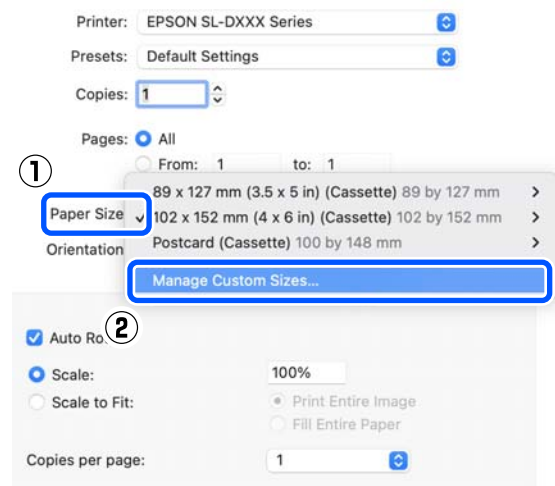 Printer: EPSON SL-DXXX Series
Presets: Default Settings
Copies: 1
Pages: All
From: 1 to: 1
1
89 x 127 mm (3.5 x 5 in) (Cassette) 89 by 127 mm >
Paper Size ✓ 102 x 152 mm (4 x 6 in) (Cassette) 102 by 152 mm >
Orientation Postcard (Cassette) 100 by 148 mm >
Manage Custom Sizes...
2
Auto Ro
Scale: 100%
Scale to Fit: Print Entire Image
Fill Entire Paper
Copies per page: 1